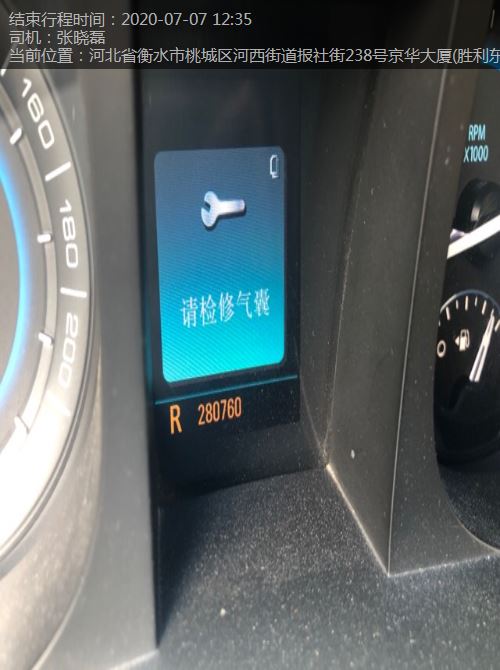 结束行程时间：2020-07-07 12:35
司机：张晓磊
当前位置：河北省衡水市桃城区河西街道报社街238号京华大厦(胜利东
160
180
200
RPM
X1000
请检修气囊
R 280760
0